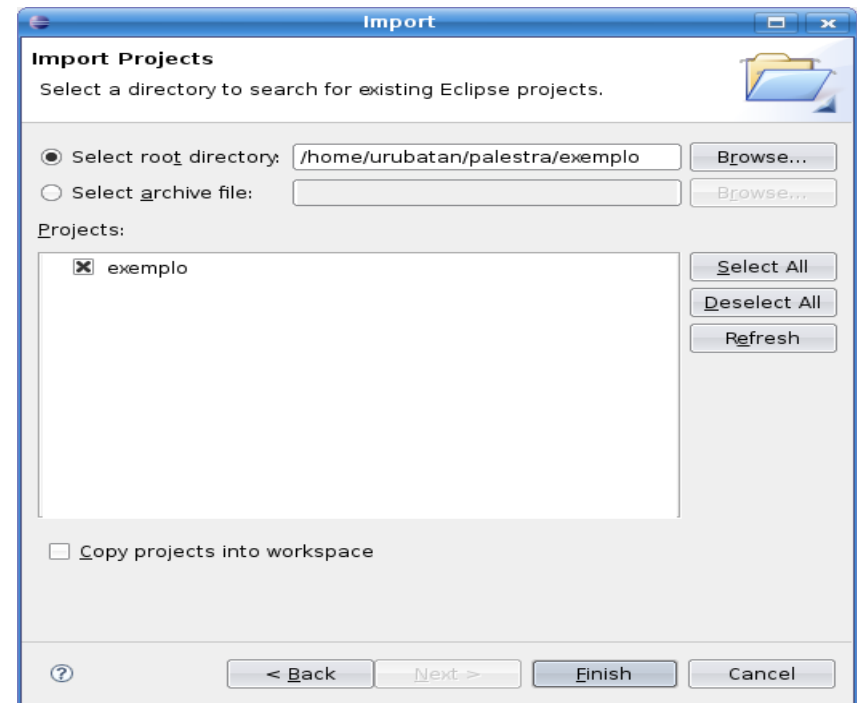 Import
Import Projects
Select a directory to search for existing Eclipse projects.
Select root directory: /home/urubatan/palestra/exemplo Browse...
Select archive file: Browse...
Projects:
exemplo
Select All
Deselect All
Refresh
Copy projects into workspace
? < Back Next > Finish Cancel